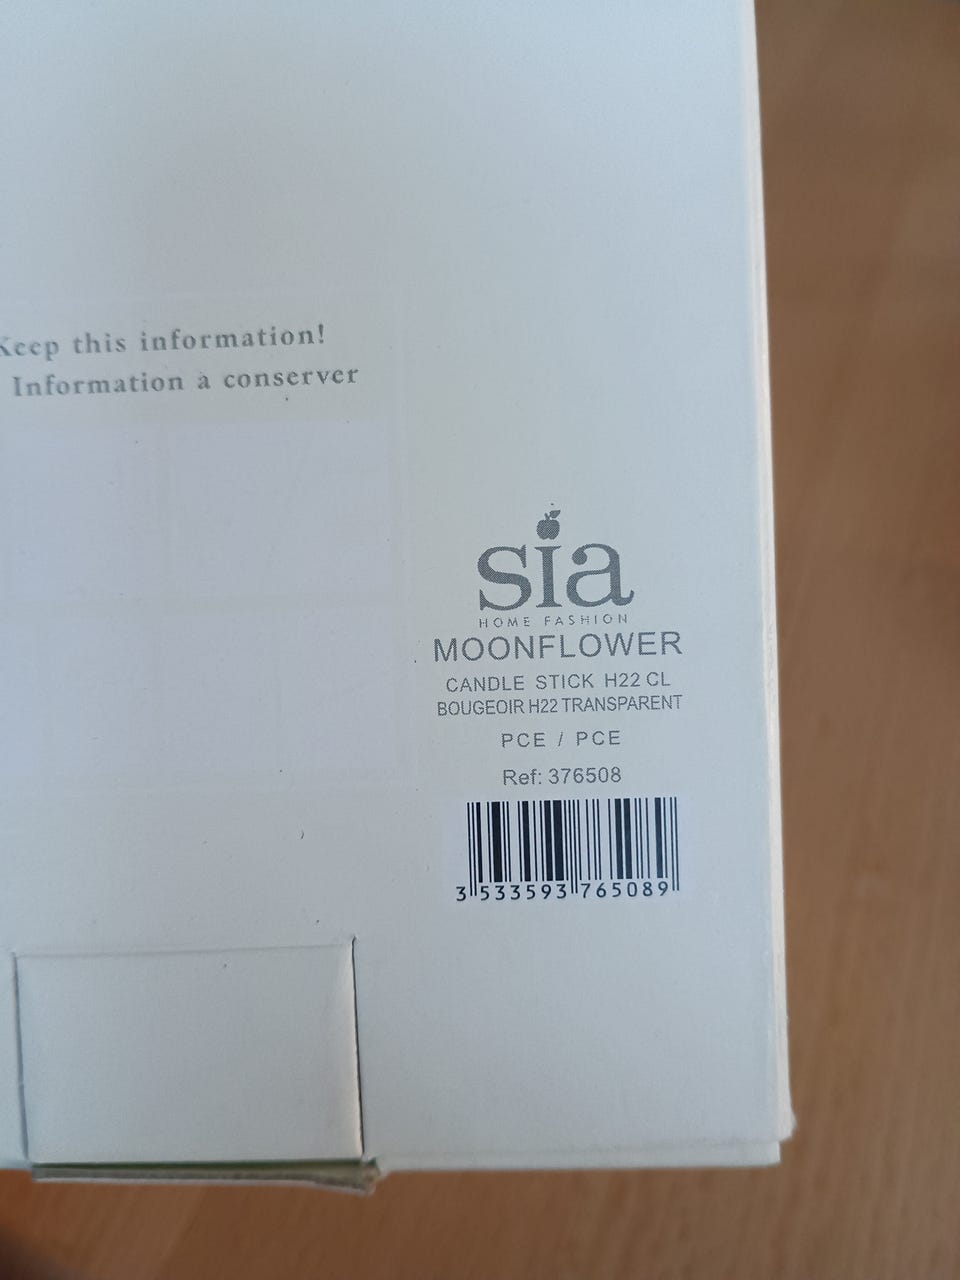 Keep this information!
Information a conserver
sia
HOME FASHION
MOONFLOWER
CANDLE STICK H22 CL
BOUGEOIR H22 TRANSPARENT
PCE / PCE
Ref: 376508
3 533593 765089